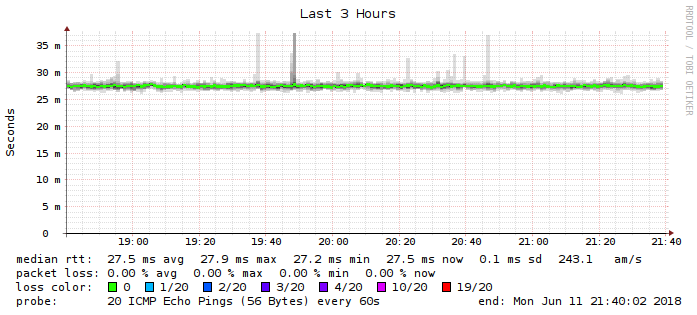 Last 3 Hours
RRDTOOL / TOBI OETIKER
Seconds
35 m
30 m
25 m
20 m
15 m
10 m
5 m
0
19:00 19:20 19:40 20:00 20:20 20:40 21:00 21:20 21:40
median rtt: 27.5 ms avg 27.9 ms max 27.2 ms min 27.5 ms now 0.1 ms sd 243.1 am/s
packet loss: 0.00 % avg 0.00 % max 0.00 % min 0.00 % now
loss color: 0 1/20 2/20 3/20 4/20 10/20 19/20
probe: 20 ICMP Echo Pings (56 Bytes) every 60s end: Mon Jun 11 21:40:02 2018